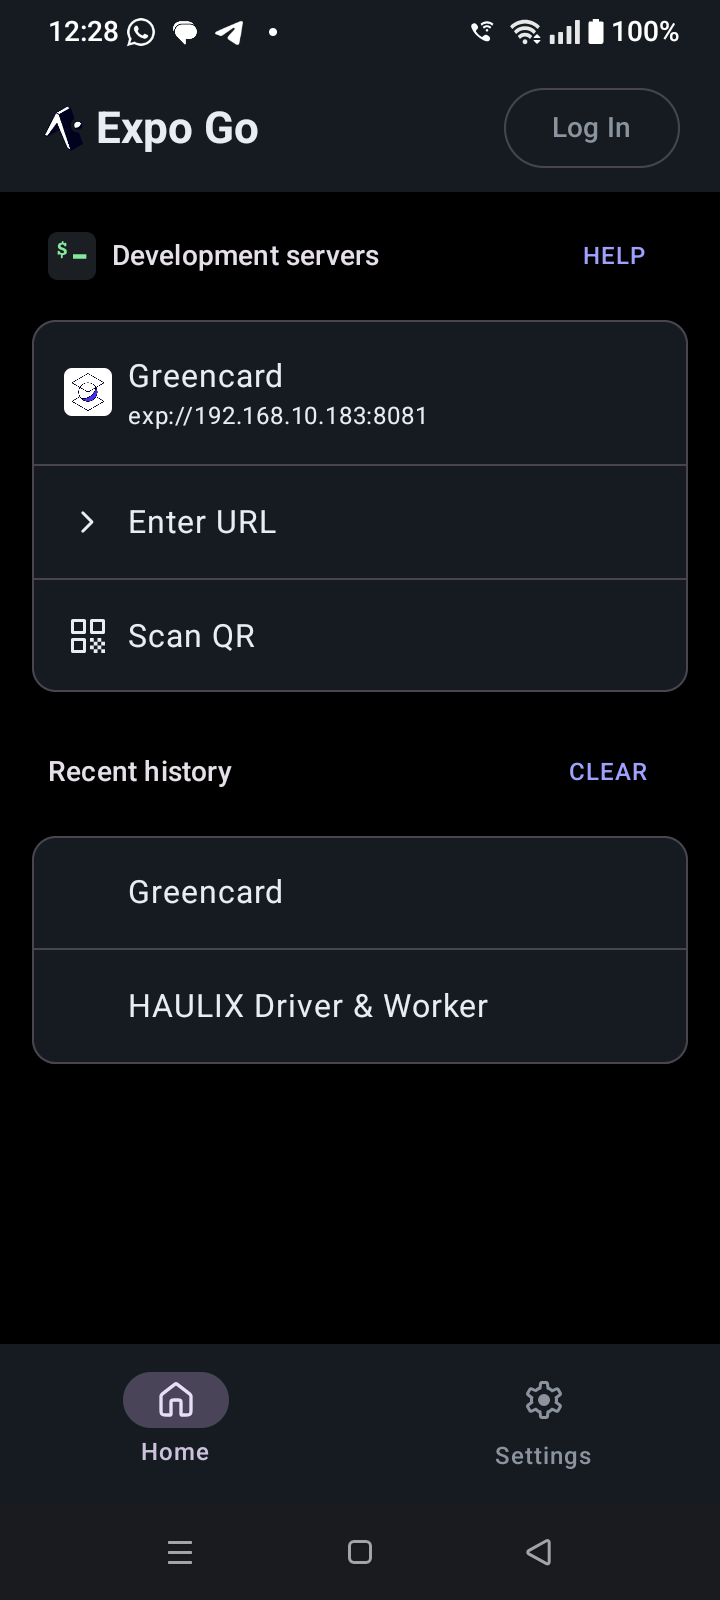 12:28 100%
Expo Go Log In
$ Development servers HELP
Greencard
exp://192.168.10.183:8081
Enter URL
Scan QR
Recent history CLEAR
Greencard
HAULIX Driver & Worker
Home Settings